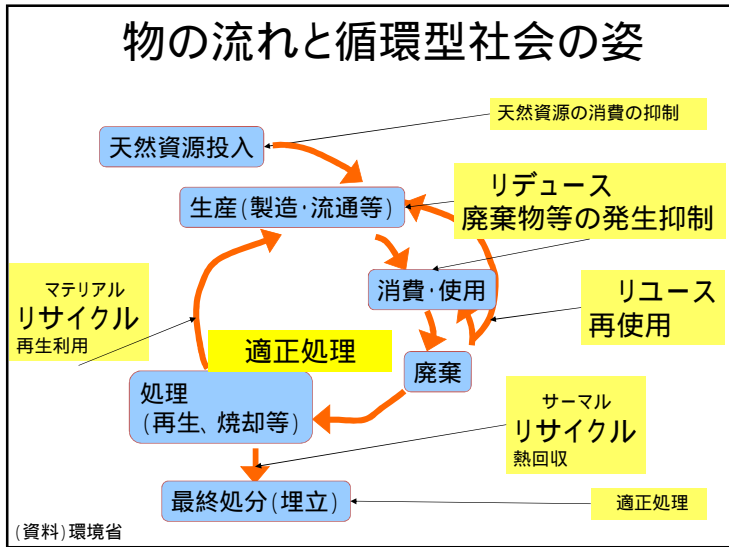 物の流れと循環型社会の姿
天然資源の消費の抑制
天然資源投入
リデュース
廃棄物等の発生抑制
生産(製造・流通等)
消費・使用
リユース
再使用
マテリアル
リサイクル
再生利用
適正処理
廃棄
処理
(再生、焼却等)
サーマル
リサイクル
熱回収
最終処分(埋立)
適正処理
(資料)環境省